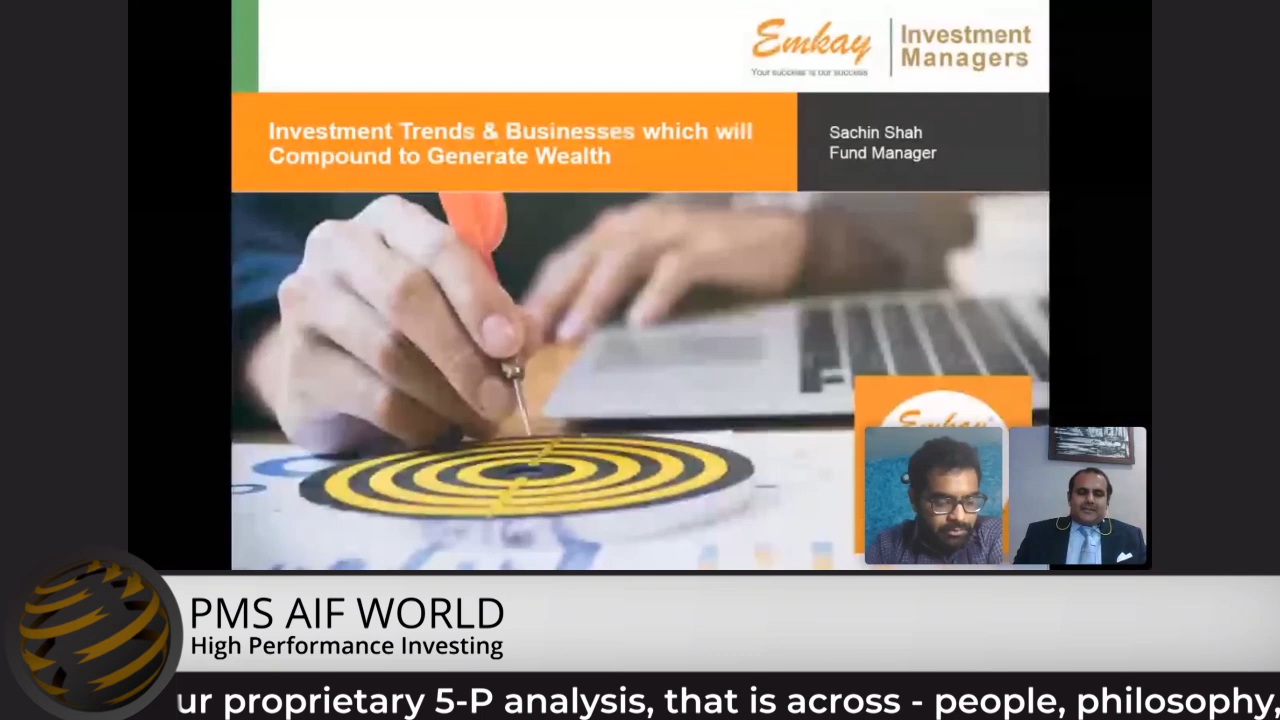 Emkay
Your success is our success
Investment
Managers
Investment Trends & Businesses which will
Compound to Generate Wealth
Sachin Shah
Fund Manager
Emkay
PMS AIF WORLD
High Performance Investing
ur proprietary 5-P analysis, that is across - people, philosophy,